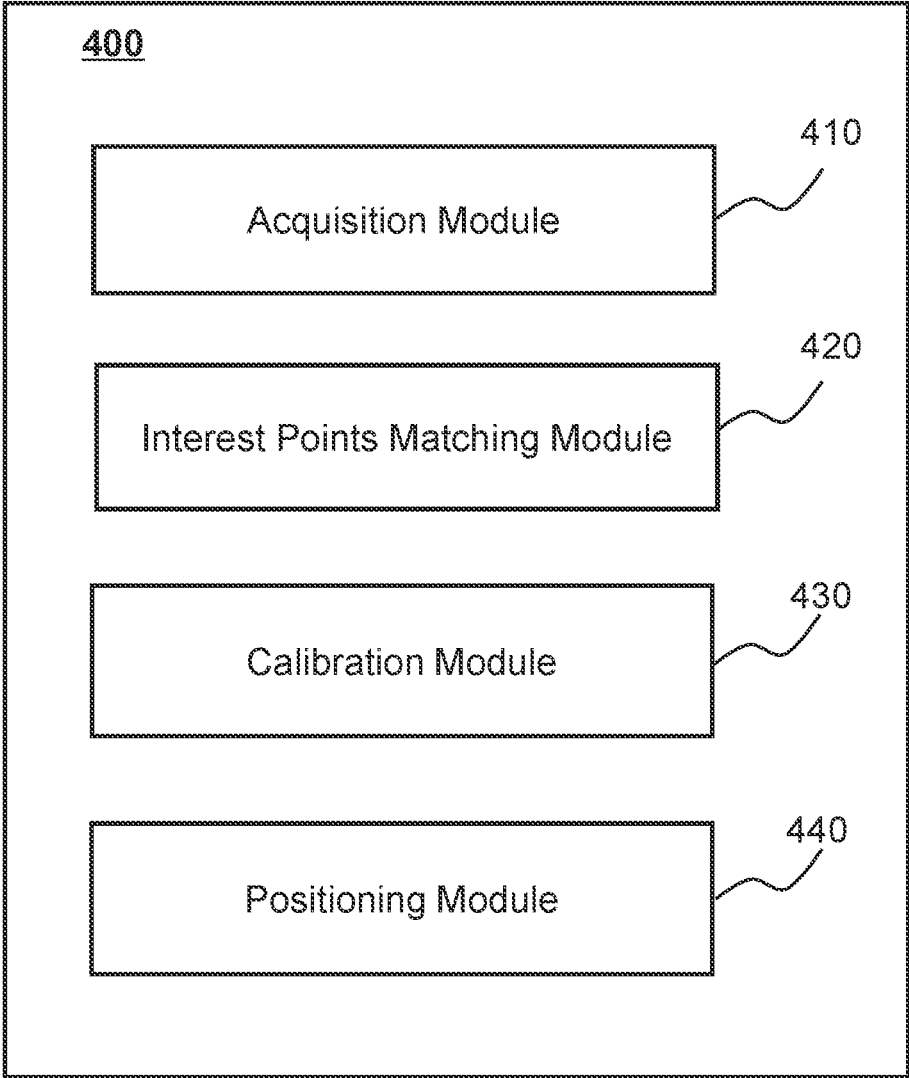 400
410
Acquisition Module
420
Interest Points Matching Module
430
Calibration Module
440
Positioning Module